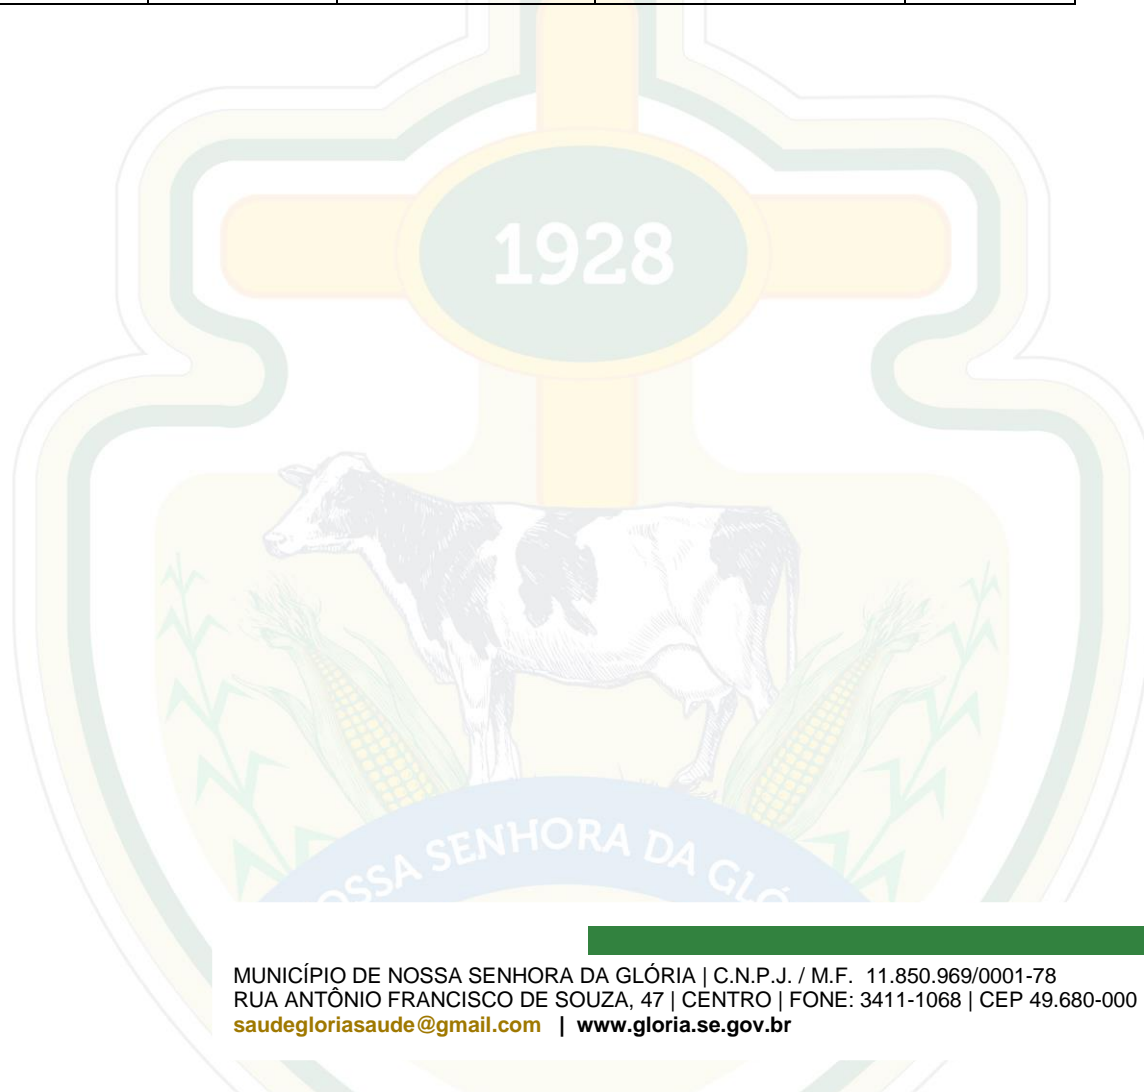 1928
NOSSA SENHORA DA GLÓ
MUNICÍPIO DE NOSSA SENHORA DA GLÓRIA | C.N.P.J. / M.F. 11.850.969/0001-78
RUA ANTÔNIO FRANCISCO DE SOUZA, 47 | CENTRO | FONE: 3411-1068 | CEP 49.680-000
saudegloriasaude@gmail.com | www.gloria.se.gov.br